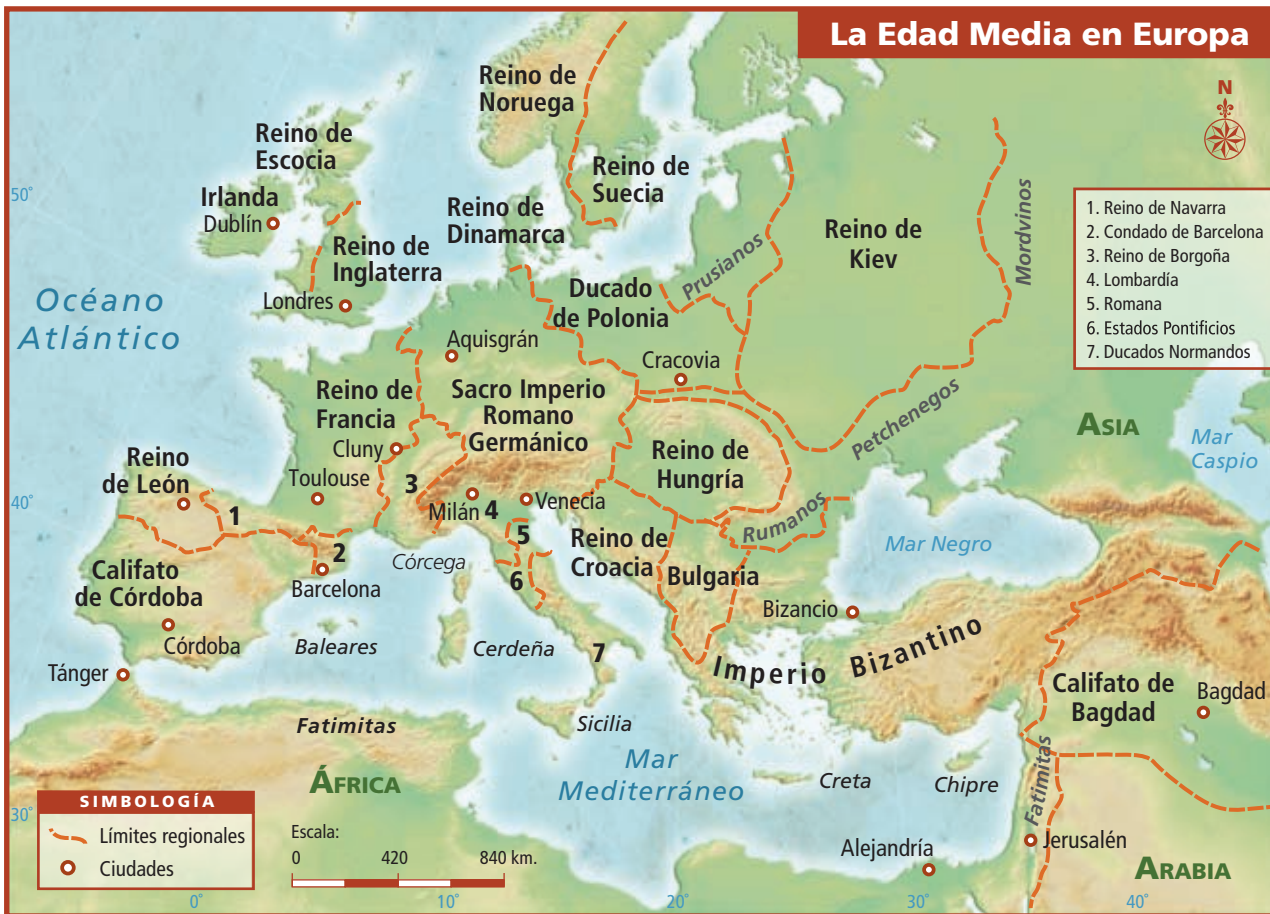 La Edad Media en Europa
N
Reino de
Noruega
Reino de
Escocia
Reino de
Suecia
50°
Irlanda
Dublín
Reino de
Dinamarca
Reino de
Inglaterra
Londres
Prusianos
Reino de
Kiev
Mordvinos
1. Reino de Navarra
2. Condado de Barcelona
3. Reino de Borgoña
4. Lombardía
5. Romana
6. Estados Pontificios
7. Ducados Normandos
Océano
Atlántico
Ducado
de Polonia
Aquisgrán
Cracovia
Reino de
Francia
Sacro Imperio
Romano
Germánico
Petchenegos
ASIA
Mar
Caspio
Cluny
Reino
de León
Toulouse
Reino de
Hungría
40°
1
2
3
Milán
4
Venecia
5
6
Rumanos
Mar Negro
Córcega
Reino de
Croacia
Bulgaria
Califato
de Córdoba
Barcelona
Bizancio
Córdoba
Baleares
Cerdeña
7
Imperio Bizantino
Tánger
Califato de
Bagdad
Bagdad
Fatimitas
Sicilia
Mar
Mediterráneo
Creta
Chipre
Fatimitas
ÁFRICA
30°
SIMBOLOGÍA
Límites regionales
Ciudades
Escala:
0 420 840 km.
Alejandría
Jerusalén
ARABIA
0° 10° 20° 30° 40°